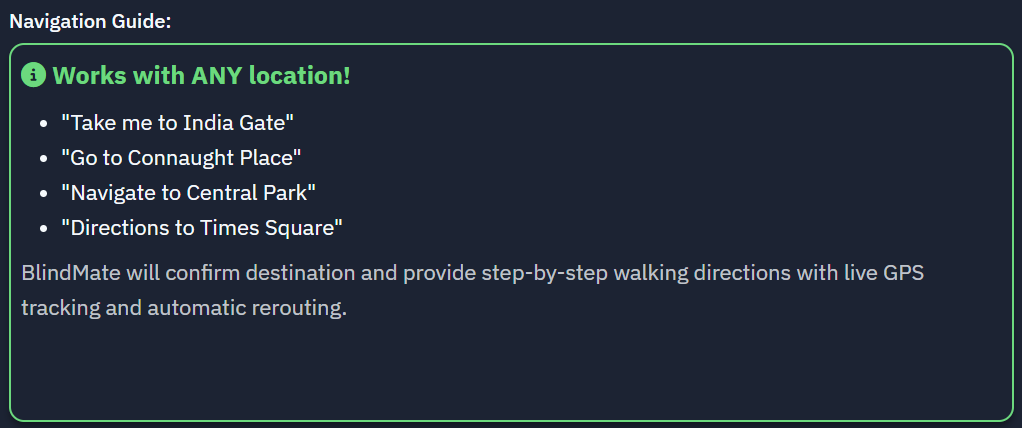 Navigation Guide:
Works with ANY location!
• "Take me to India Gate"
• "Go to Connaught Place"
• "Navigate to Central Park"
• "Directions to Times Square"
BlindMate will confirm destination and provide step-by-step walking directions with live GPS
tracking and automatic rerouting.